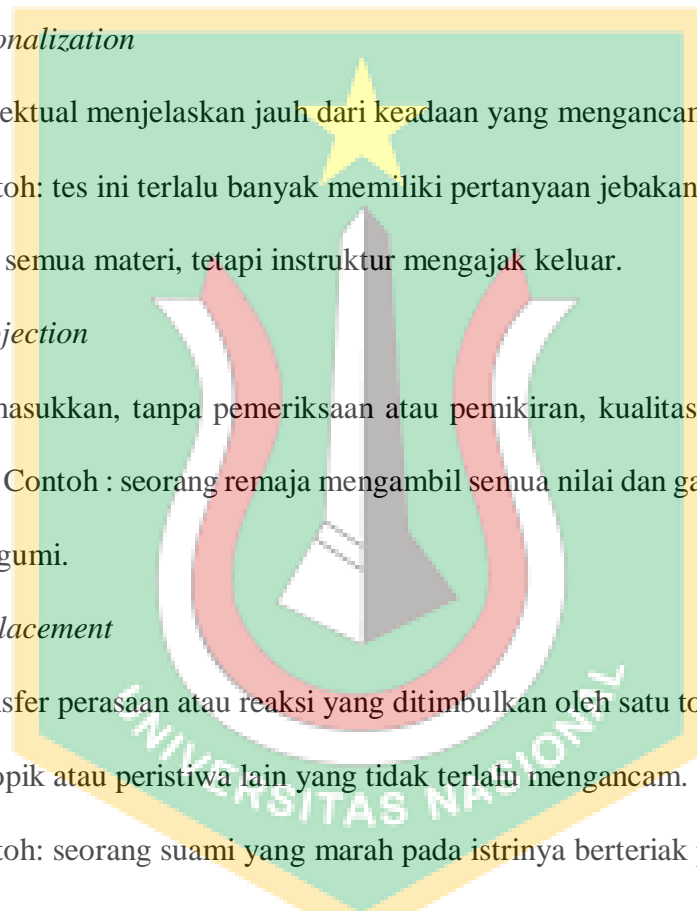 onalization
ektual menjelaskan jauh dari keadaan yang mengancam
toh: tes ini terlalu banyak memiliki pertanyaan jebakan
semua materi, tetapi instruktur mengajak keluar.
ojection
nasukkan, tanpa pemeriksaan atau pemikiran, kualitas
Contoh : seorang remaja mengambil semua nilai dan ga
gumi.
lacement
nsfer perasaan atau reaksi yang ditimbulkan oleh satu to
opik atau peristiwa lain yang tidak terlalu mengancam.
toh: seorang suami yang marah pada istrinya berteriak p
UNIVERSITAS NASIONAL